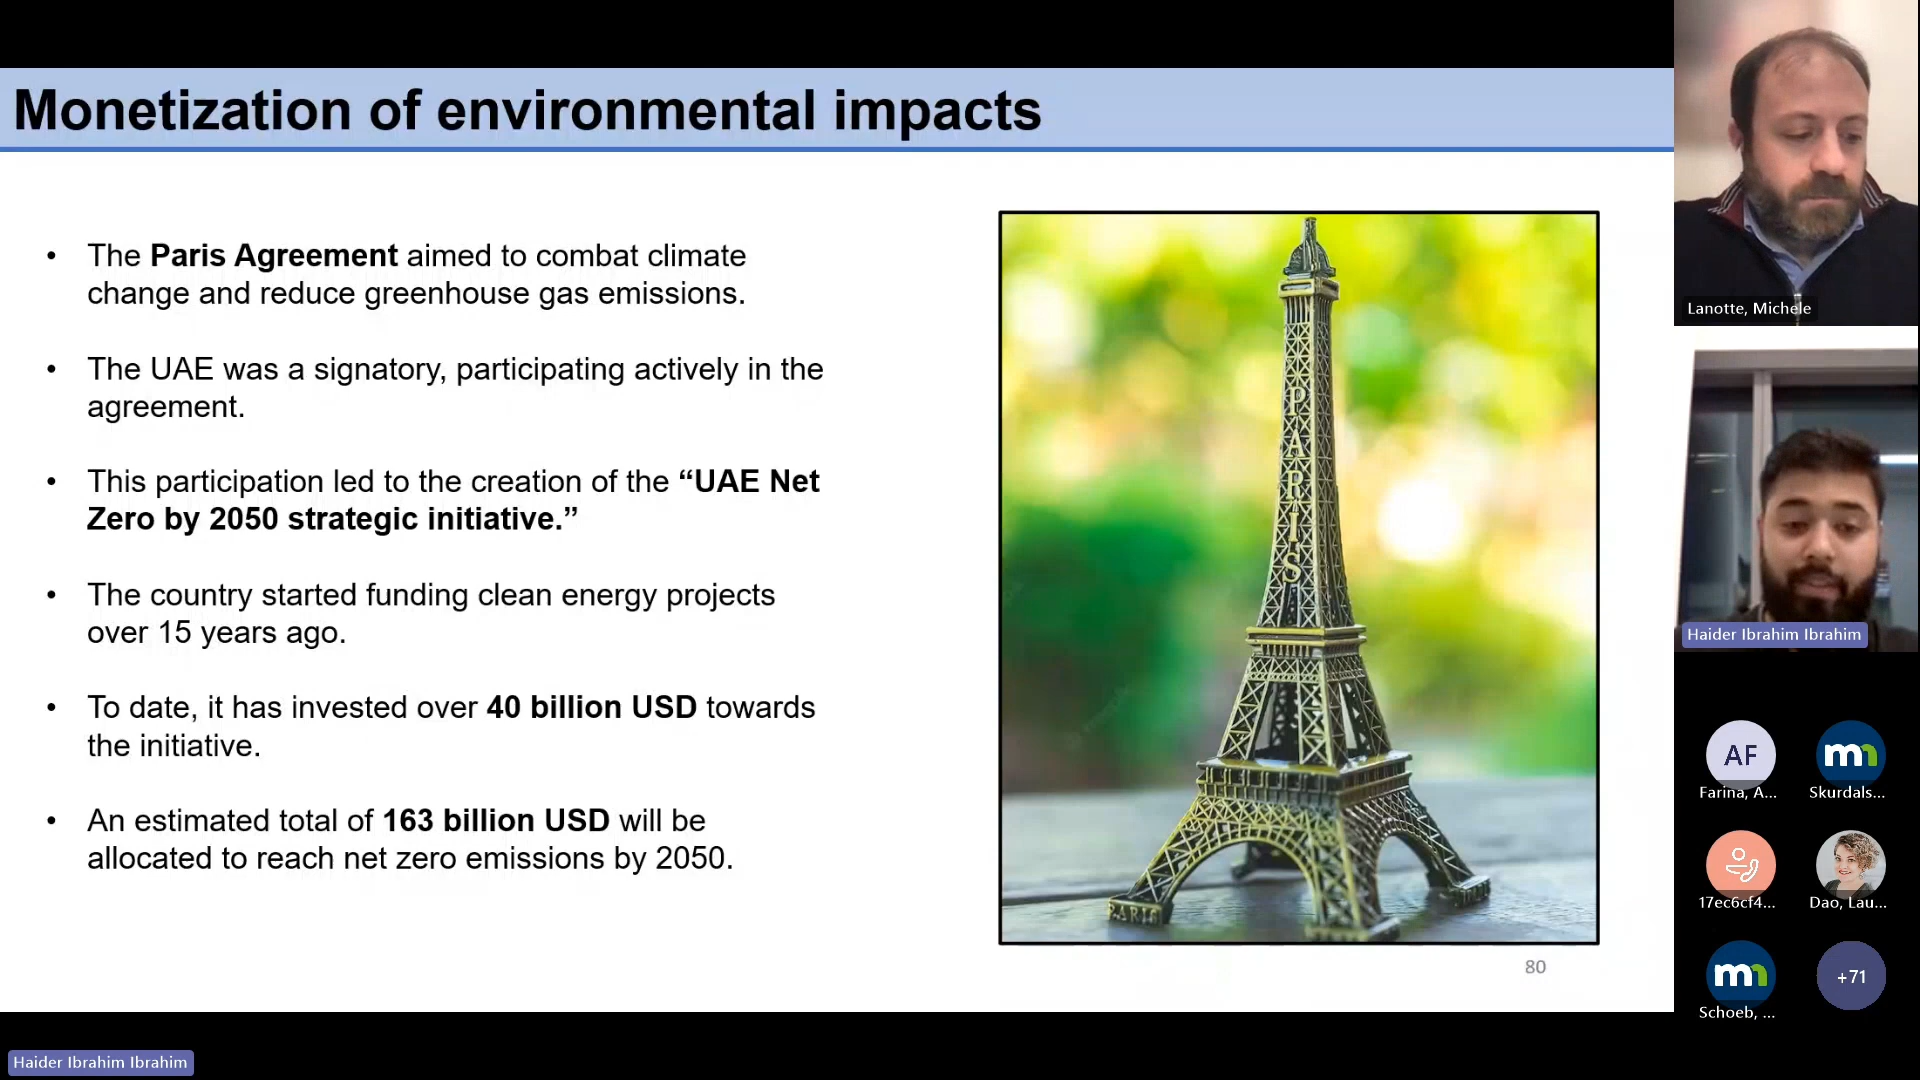 Monetization of environmental impacts
• The Paris Agreement aimed to combat climate
change and reduce greenhouse gas emissions.
• The UAE was a signatory, participating actively in the
agreement.
• This participation led to the creation of the “UAE Net
Zero by 2050 strategic initiative.”
• The country started funding clean energy projects
over 15 years ago.
• To date, it has invested over 40 billion USD towards
the initiative.
• An estimated total of 163 billion USD will be
allocated to reach net zero emissions by 2050.
PARIS
PARIS
80
Lanotte, Michele
Haider Ibrahim Ibrahim
AF
Farina, A...
mn
Skurdals...
17ec6cf4...
Dao, Lau...
mn
Schoeb, ...
+71
Haider Ibrahim Ibrahim